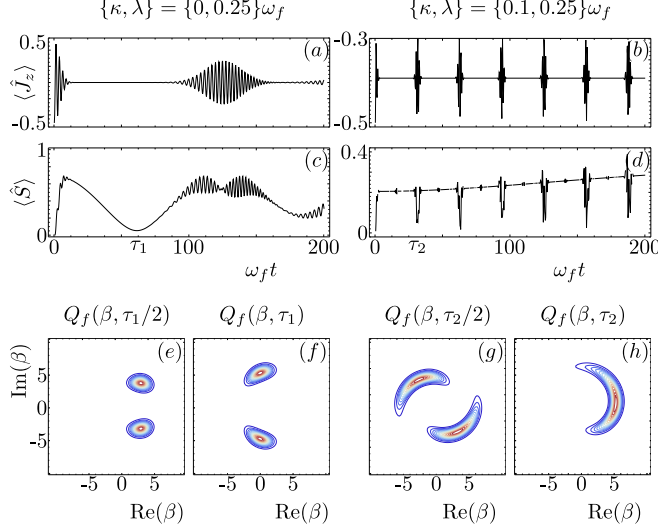 {κ, λ} = {0, 0.25}ω_f
{κ, λ} = {0.1, 0.25}ω_f
0.5
(a)
⟨Ĵ_z⟩
-0.5
-0.3
(b)
-0.5
1
(c)
⟨Ŝ⟩
0
0.4
(d)
0
0 τ_1 100 200
ω_f t
0 τ_2 100 200
ω_f t
Q_f(β, τ_1/2)
Q_f(β, τ_1)
Q_f(β, τ_2/2)
Q_f(β, τ_2)
(e)
(f)
(g)
(h)
Im(β)
5
0
-5
-5 0 5
-5 0 5
-5 0 5
-5 0 5
Re(β)
Re(β)
Re(β)
Re(β)